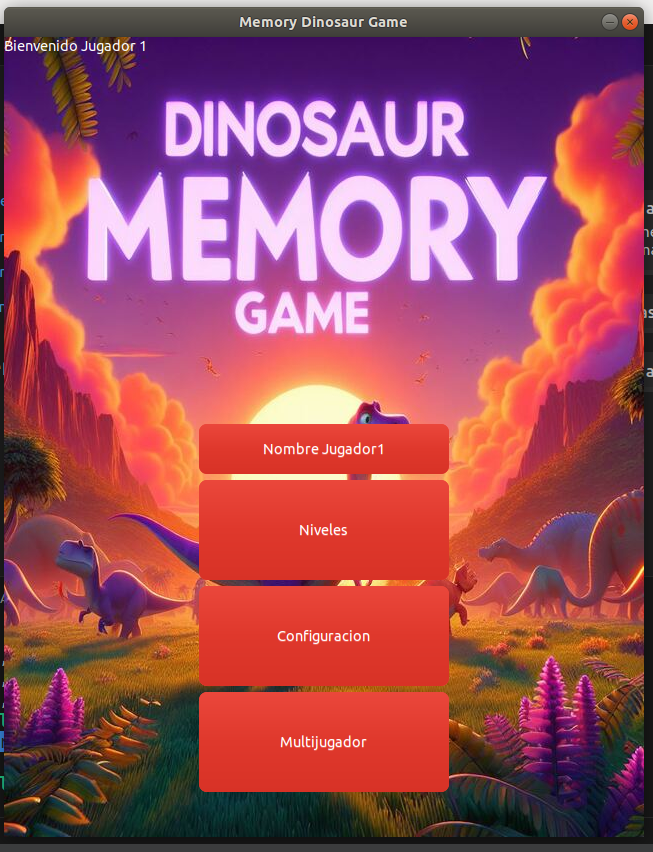 Memory Dinosaur Game
Bienvenido Jugador 1
DINOSAUR
MEMORY
GAME
Nombre Jugador1
Niveles
Configuracion
Multijugador